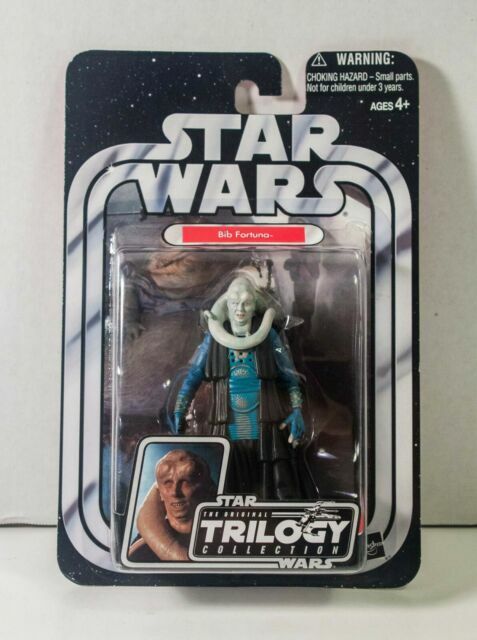 WARNING:
CHOKING HAZARD – Small parts.
Not for children under 3 years.
AGES 4+
STAR
WARS
Bib Fortuna™
STAR
THE ORIGINAL
TRILOGY
COLLECTION
WARS
Hasbro